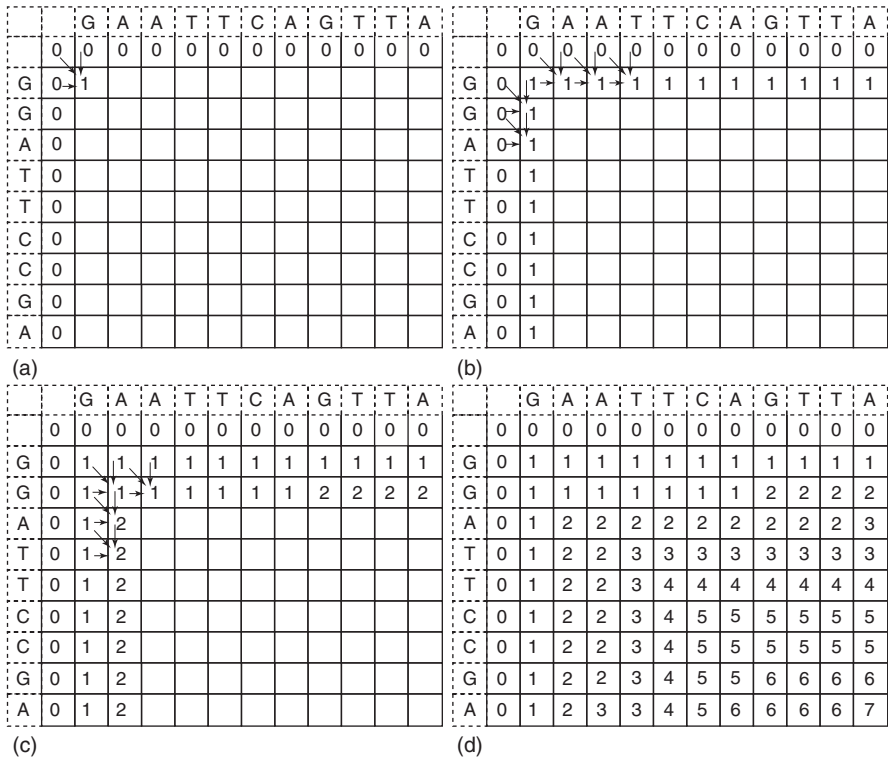 G A A T T C A G T T A
0 0 0 0 0 0 0 0 0 0 0 0
G 0 1
G 0
A 0
T 0
T 0
C 0
C 0
G 0
A 0
(a)
G A A T T C A G T T A
0 0 0 0 0 0 0 0 0 0 0 0
G 0 1 1 1 1 1 1 1 1 1 1 1
G 0 1
A 0 1
T 0 1
T 0 1
C 0 1
C 0 1
G 0 1
A 0 1
(b)
G A A T T C A G T T A
0 0 0 0 0 0 0 0 0 0 0 0
G 0 1 1 1 1 1 1 1 1 1 1 1
G 0 1 1 1 1 1 1 1 2 2 2 2
A 0 1 2
T 0 1 2
T 0 1 2
C 0 1 2
C 0 1 2
G 0 1 2
A 0 1 2
(c)
G A A T T C A G T T A
0 0 0 0 0 0 0 0 0 0 0 0
G 0 1 1 1 1 1 1 1 1 1 1 1
G 0 1 1 1 1 1 1 1 2 2 2 2
A 0 1 2 2 2 2 2 2 2 2 2 3
T 0 1 2 2 3 3 3 3 3 3 3 3
T 0 1 2 2 3 4 4 4 4 4 4 4
C 0 1 2 2 3 4 5 5 5 5 5 5
C 0 1 2 2 3 4 5 5 5 5 5 5
G 0 1 2 2 3 4 5 5 6 6 6 6
A 0 1 2 3 3 4 5 6 6 6 6 7
(d)